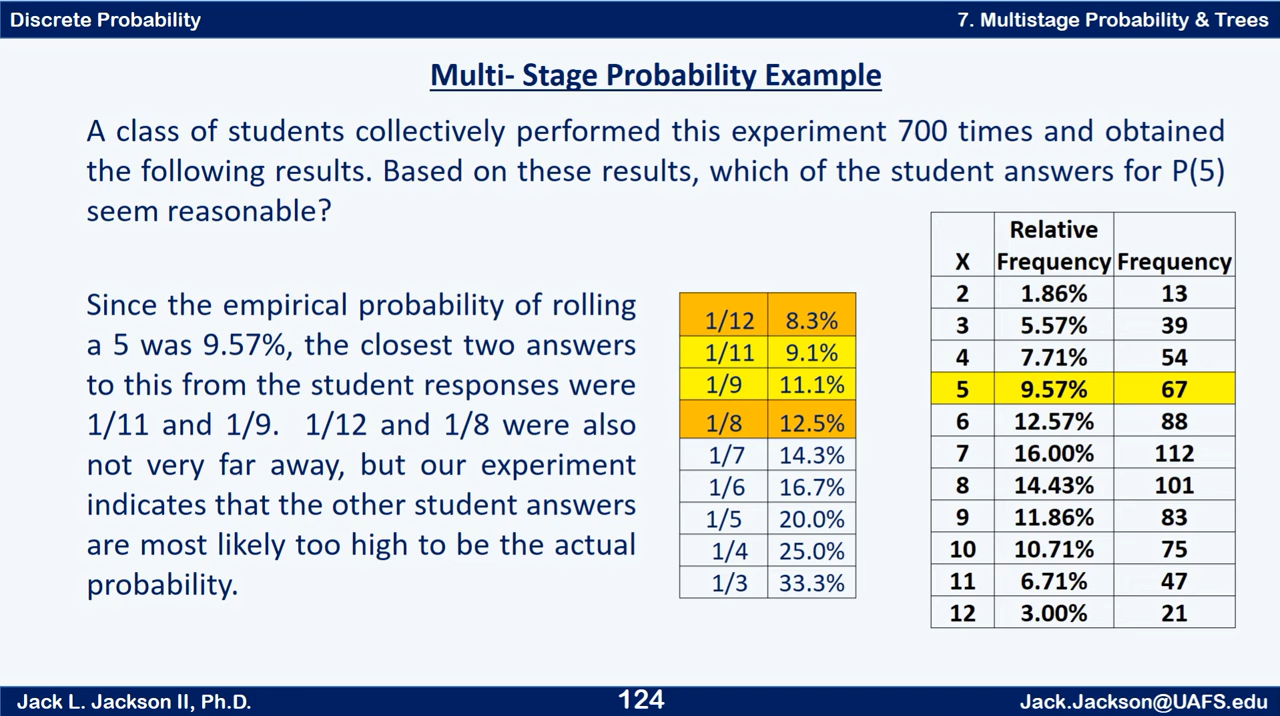 Discrete Probability
7. Multistage Probability & Trees
Multi- Stage Probability Example
A class of students collectively performed this experiment 700 times and obtained
the following results. Based on these results, which of the student answers for P(5)
seem reasonable?
Since the empirical probability of rolling
a 5 was 9.57%, the closest two answers
to this from the student responses were
1/11 and 1/9. 1/12 and 1/8 were also
not very far away, but our experiment
indicates that the other student answers
are most likely too high to be the actual
probability.
1/12 8.3%
1/11 9.1%
1/9 11.1%
1/8 12.5%
1/7 14.3%
1/6 16.7%
1/5 20.0%
1/4 25.0%
1/3 33.3%
Relative
X Frequency Frequency
2 1.86% 13
3 5.57% 39
4 7.71% 54
5 9.57% 67
6 12.57% 88
7 16.00% 112
8 14.43% 101
9 11.86% 83
10 10.71% 75
11 6.71% 47
12 3.00% 21
Jack L. Jackson II, Ph.D.
124
Jack.Jackson@UAFS.edu